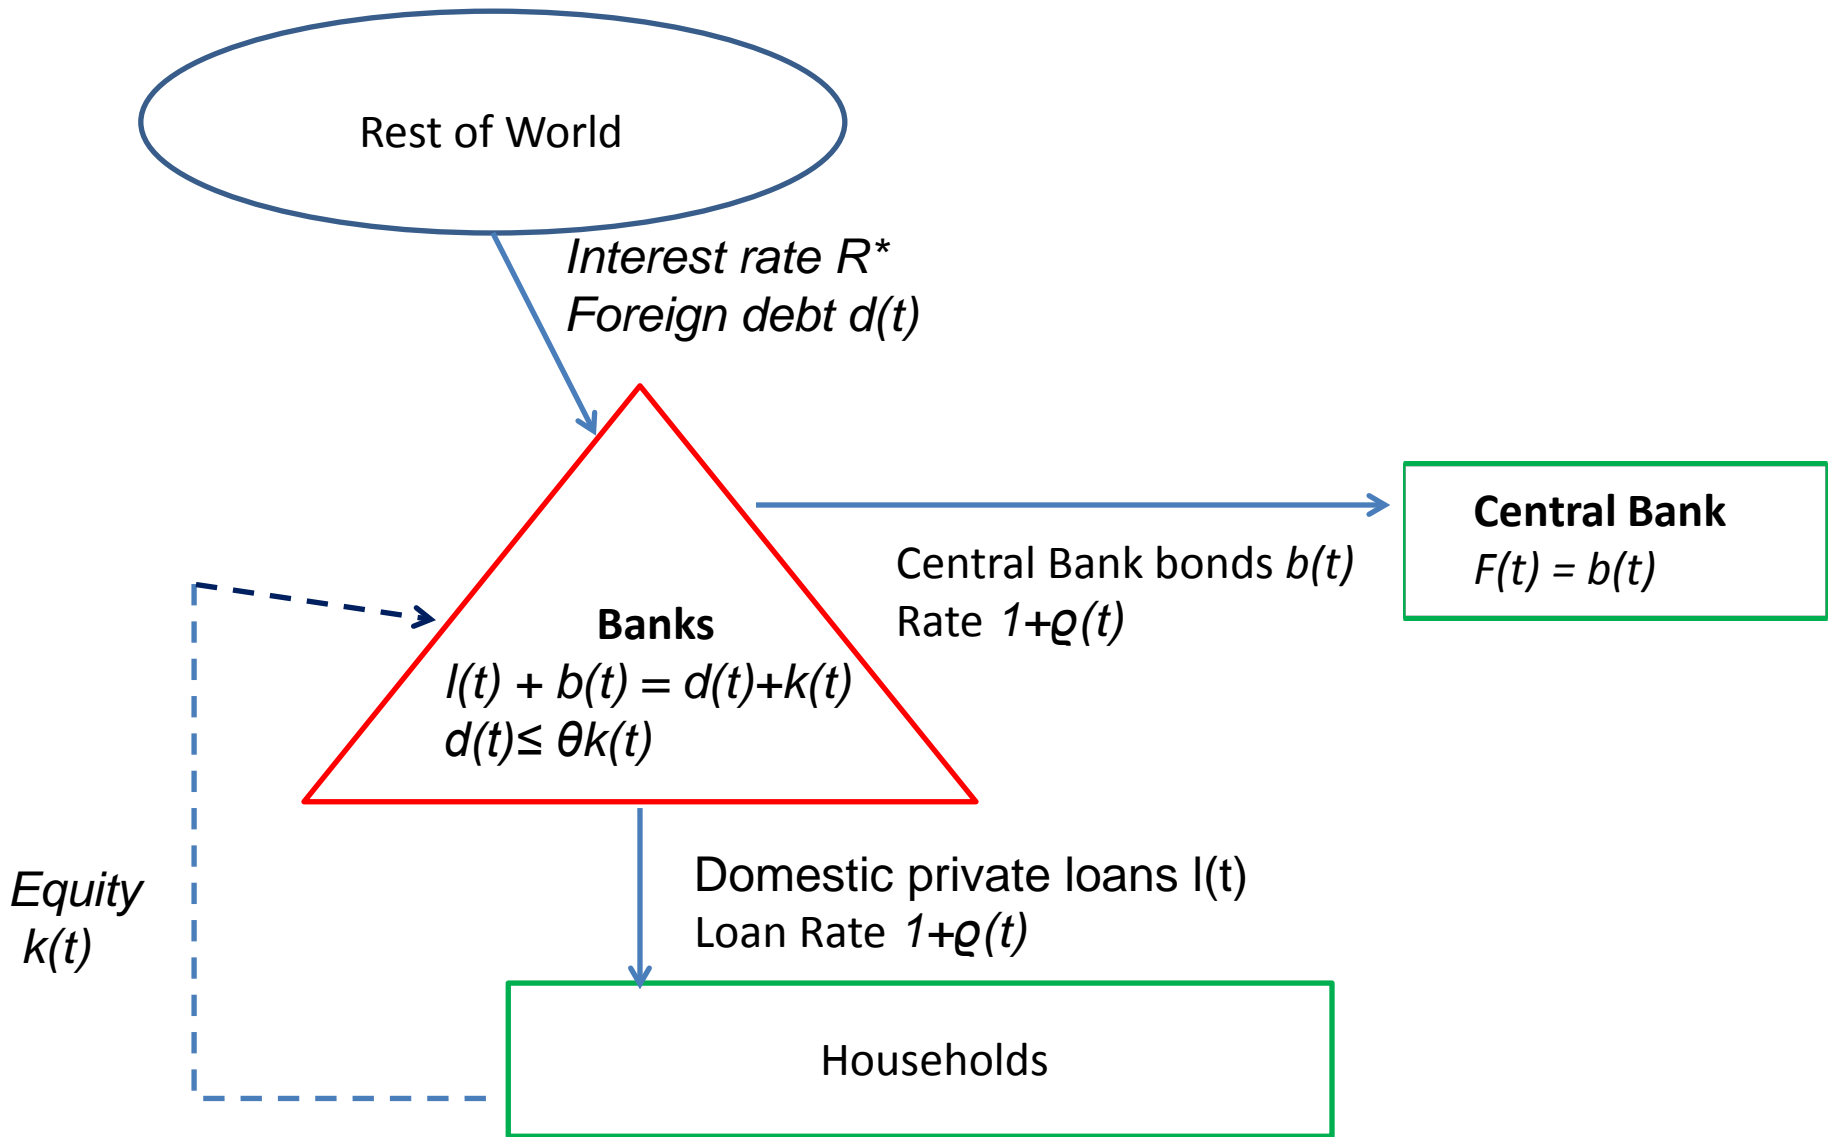 Rest of World
Interest rate R*
Foreign debt d(t)
Central Bank
F(t) = b(t)
Central Bank bonds b(t)
Rate 1+ϱ(t)
Banks
l(t) + b(t) = d(t)+k(t)
d(t)≤ θk(t)
Equity
k(t)
Domestic private loans l(t)
Loan Rate 1+ϱ(t)
Households